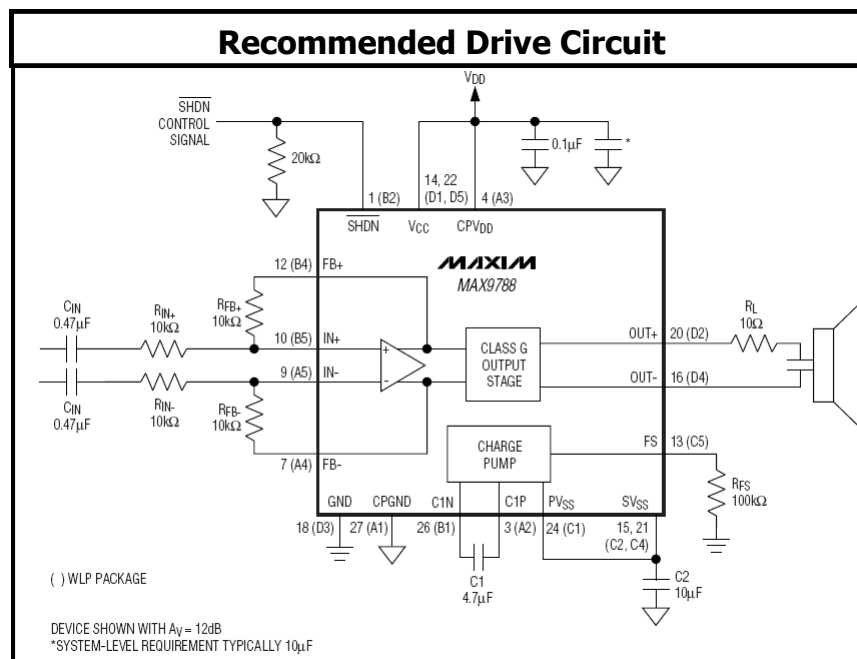 Recommended Drive Circuit
VDD
SHDN
CONTROL
SIGNAL
20kΩ
0.1µF
*
14, 22
(D1, D5)
1 (B2)
4 (A3)
SHDN
VCC
CPVDD
MAXIM
MAX9788
12 (B4)
FB+
CIN
0.47µF
RIN+
10kΩ
RFB+
10kΩ
10 (B5)
IN+
+
9 (A5)
IN-
-
CIN
0.47µF
RIN-
10kΩ
RFB-
10kΩ
7 (A4)
FB-
CLASS G
OUTPUT
STAGE
OUT+
20 (D2)
RL
10Ω
OUT-
16 (D4)
CHARGE
PUMP
FS
13 (C5)
RFS
100kΩ
GND
CPGND
C1N
C1P
PVSS
SVSS
18 (D3)
27 (A1)
26 (B1)
3 (A2)
24 (C1)
15, 21
(C2, C4)
C1
4.7µF
C2
10µF
( ) WLP PACKAGE
DEVICE SHOWN WITH AV = 12dB
*SYSTEM-LEVEL REQUIREMENT TYPICALLY 10µF